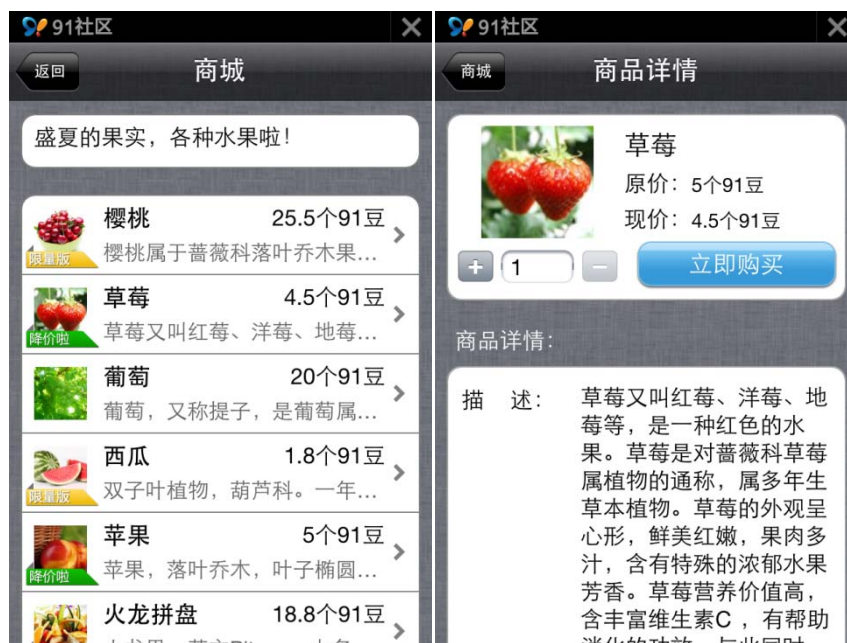 91社区
返回
商城
盛夏的果实，各种水果啦！
樱桃
25.5个91豆
限量版
樱桃属于蔷薇科落叶乔木果...
草莓
4.5个91豆
降价啦
草莓又叫红莓、洋莓、地莓...
葡萄
20个91豆
葡萄，又称提子，是葡萄属...
西瓜
1.8个91豆
限量版
双子叶植物，葫芦科。一年...
苹果
5个91豆
降价啦
苹果，落叶乔木，叶子椭圆...
火龙拼盘
18.8个91豆
91社区
商城
商品详情
草莓
原价：5个91豆
现价：4.5个91豆
+ 1 −
立即购买
商品详情：
描 述：
草莓又叫红莓、洋莓、地
莓等，是一种红色的水
果。草莓是对蔷薇科草莓
属植物的通称，属多年生
草本植物。草莓的外观呈
心形，鲜美红嫩，果肉多
汁，含有特殊的浓郁水果
芳香。草莓营养价值高，
含丰富维生素C ，有帮助